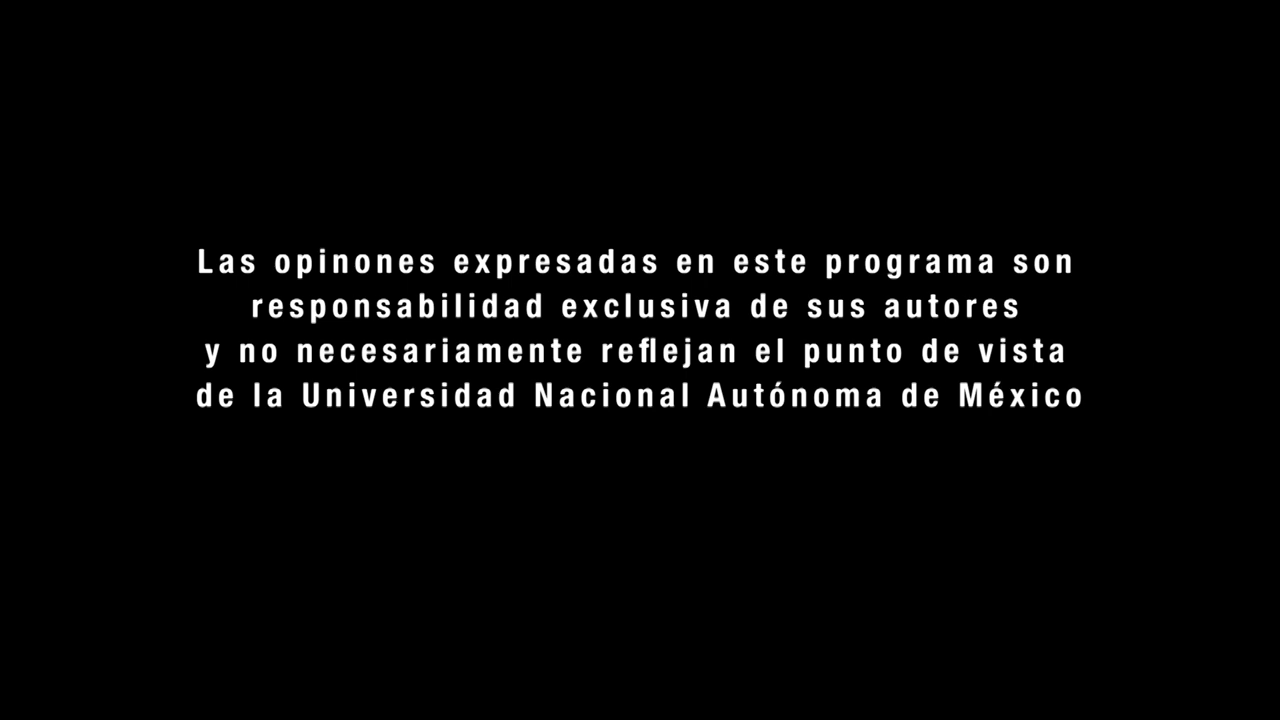 Las opinones expresadas en este programa son
responsabilidad exclusiva de sus autores
y no necesariamente reflejan el punto de vista
de la Universidad Nacional Autónoma de México